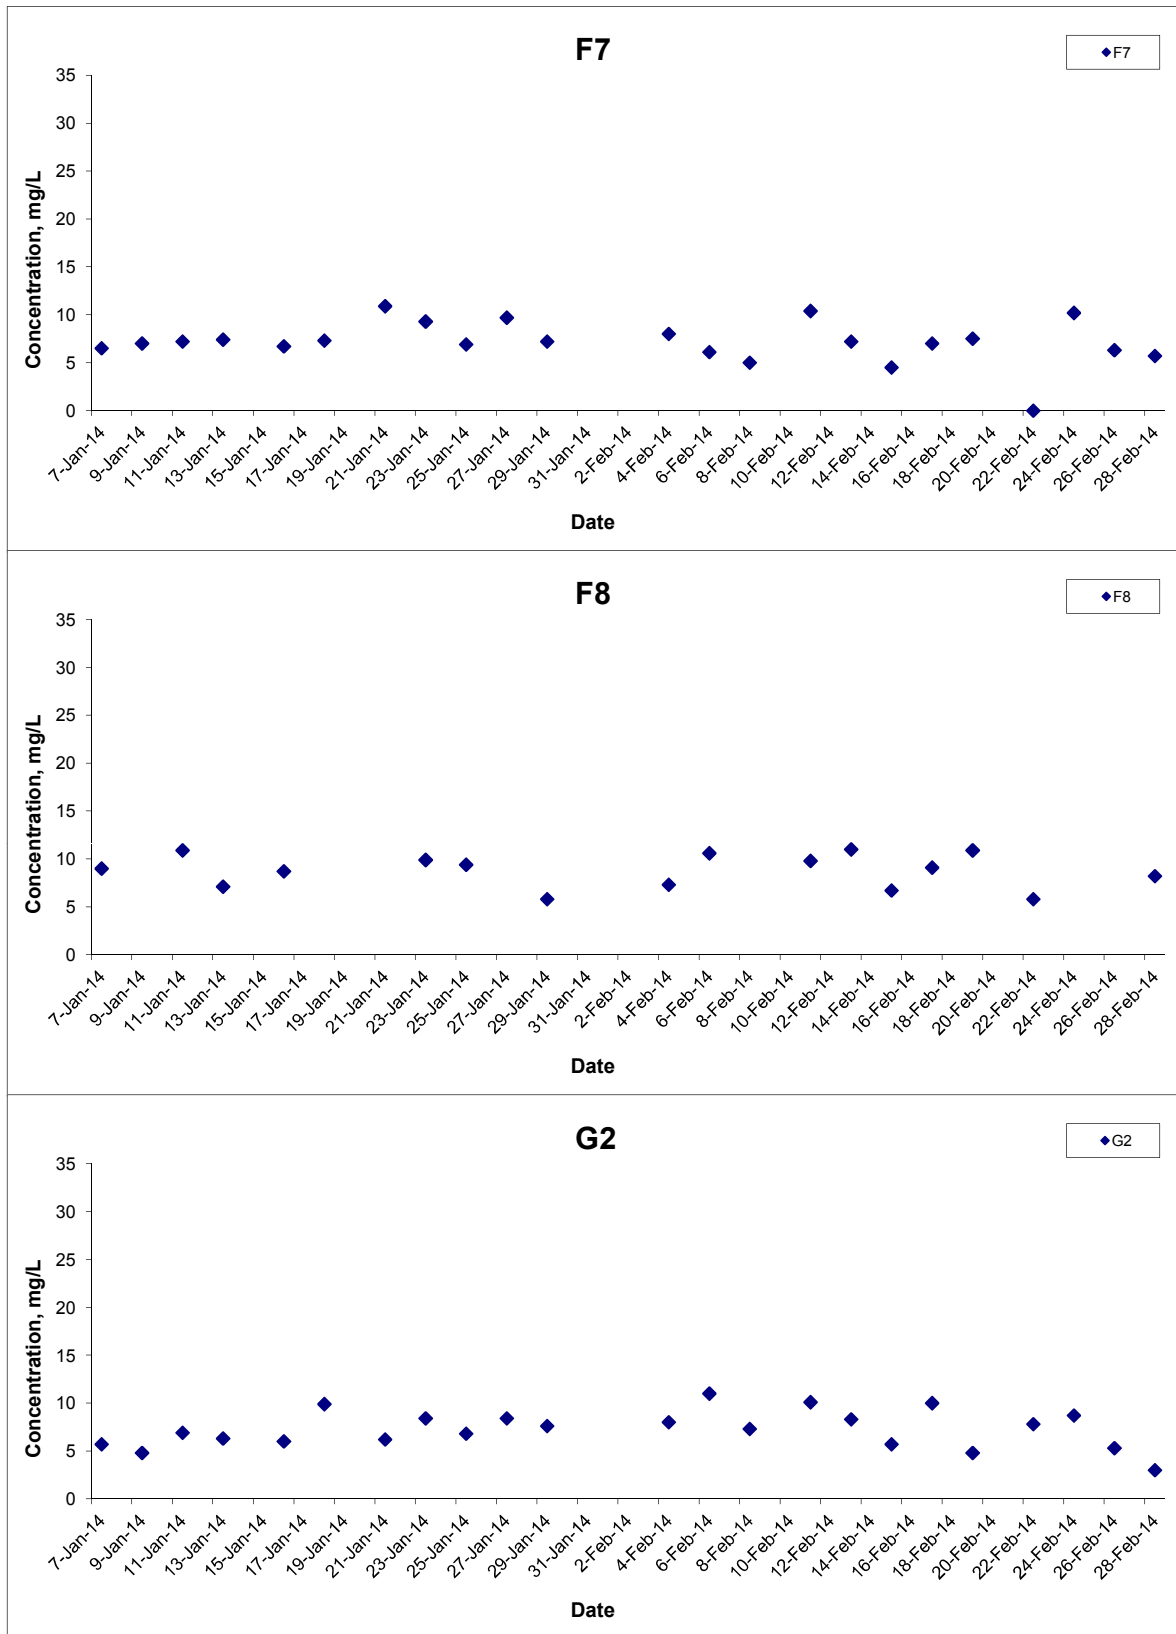 F7
F7
35
30
25
20
15
10
5
0
Concentration, mg/L
7-Jan-14
9-Jan-14
11-Jan-14
13-Jan-14
15-Jan-14
17-Jan-14
19-Jan-14
21-Jan-14
23-Jan-14
25-Jan-14
27-Jan-14
29-Jan-14
31-Jan-14
2-Feb-14
4-Feb-14
6-Feb-14
8-Feb-14
10-Feb-14
12-Feb-14
14-Feb-14
16-Feb-14
18-Feb-14
20-Feb-14
22-Feb-14
24-Feb-14
26-Feb-14
28-Feb-14
Date
F8
F8
35
30
25
20
15
10
5
0
Concentration, mg/L
7-Jan-14
9-Jan-14
11-Jan-14
13-Jan-14
15-Jan-14
17-Jan-14
19-Jan-14
21-Jan-14
23-Jan-14
25-Jan-14
27-Jan-14
29-Jan-14
31-Jan-14
2-Feb-14
4-Feb-14
6-Feb-14
8-Feb-14
10-Feb-14
12-Feb-14
14-Feb-14
16-Feb-14
18-Feb-14
20-Feb-14
22-Feb-14
24-Feb-14
26-Feb-14
28-Feb-14
Date
G2
G2
35
30
25
20
15
10
5
0
Concentration, mg/L
7-Jan-14
9-Jan-14
11-Jan-14
13-Jan-14
15-Jan-14
17-Jan-14
19-Jan-14
21-Jan-14
23-Jan-14
25-Jan-14
27-Jan-14
29-Jan-14
31-Jan-14
2-Feb-14
4-Feb-14
6-Feb-14
8-Feb-14
10-Feb-14
12-Feb-14
14-Feb-14
16-Feb-14
18-Feb-14
20-Feb-14
22-Feb-14
24-Feb-14
26-Feb-14
28-Feb-14
Date